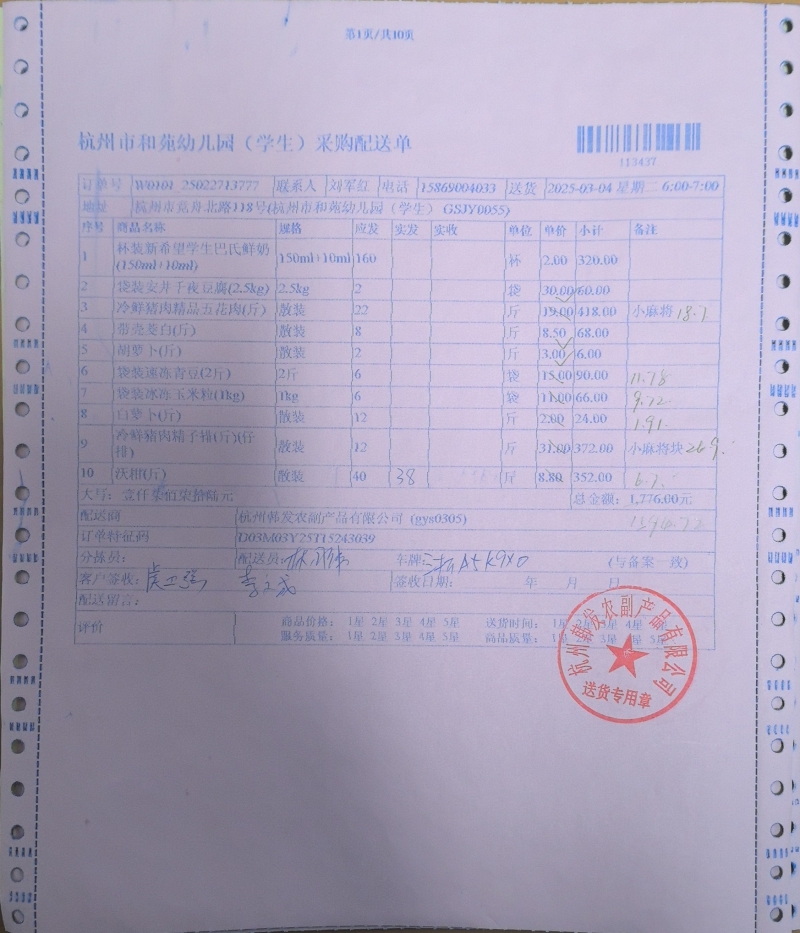 第1页/共10页
杭州市和苑幼儿园（学生）采购配送单
113437
订单号 W0101_25022713777 联系人 刘军红 电话 15869004033 送货 2025-03-04 星期二 6:00-7:00
地址 杭州市莫舟北路118号(杭州市和苑幼儿园（学生） GSJY0055)
序号 商品名称 规格 应发 实发 实收 单位 单价 小计 备注
1 杯装新希望学生巴氏鲜奶(150ml+10ml) 150ml+10ml 160 杯 2.00 320.00
2 袋装安井千夜豆腐(2.5kg) 2.5kg 2 袋 30.00 60.00
3 冷鲜猪肉精品五花肉(斤) 散装 22 斤 19.00 418.00 小麻将 18.7
4 带壳茭白(斤) 散装 8 斤 8.50 68.00
5 胡萝卜(斤) 散装 2 斤 3.00 6.00
6 袋装速冻青豆(2斤) 2斤 6 袋 15.00 90.00 11.78
7 袋装冰冻玉米粒(1kg) 1kg 6 袋 11.00 66.00 9.72
8 白萝卜(斤) 散装 12 斤 2.00 24.00 1.91
9 冷鲜猪肉精子排(斤)(仔排) 散装 12 斤 31.00 372.00 小麻将块 26.9
10 沃柑(斤) 散装 40 38 斤 8.80 352.00 6.7
大写：壹仟柒佰柒拾陆元 总金额：1,776.00元
配送商 杭州韩发农副产品有限公司 (gys0305)
订单特征码 D03M03Y25T15243039
分拣员： 配送员： 车牌： (与备案一致)
客户签收： 签收日期： 年 月 日
配送留言：
评价 商品价格： 1星 2星 3星 4星 5星 送货时间： 1星 2星 3星 4星
服务质量： 1星 2星 3星 4星 5星 商品质量： 1星 5星
杭州韩发农副产品有限公司
送货专用章